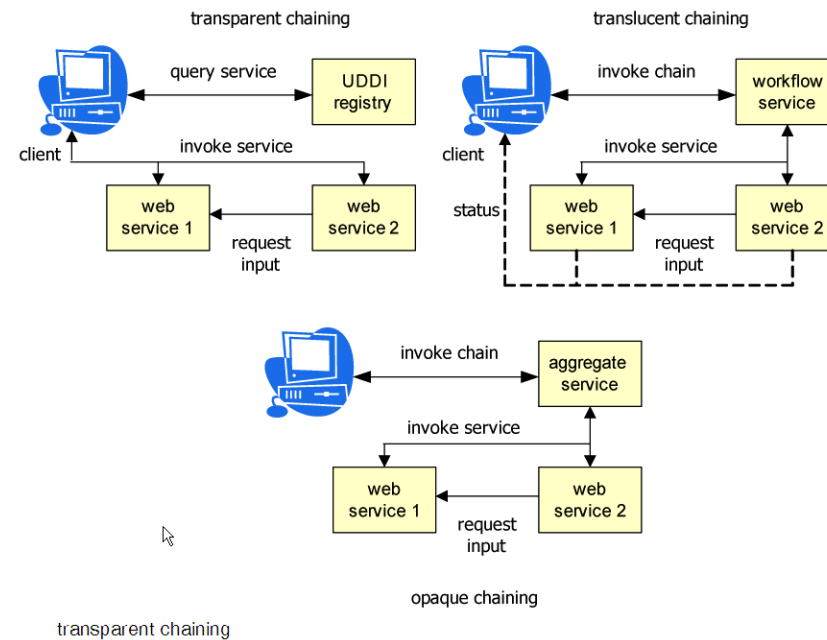 transparent chaining
query service
UDDI
registry
client
invoke service
web
service 1
web
service 2
request
input
translucent chaining
invoke chain
workflow
service
client
invoke service
status
web
service 1
web
service 2
request
input
invoke chain
aggregate
service
invoke service
web
service 1
web
service 2
request
input
opaque chaining
transparent chaining